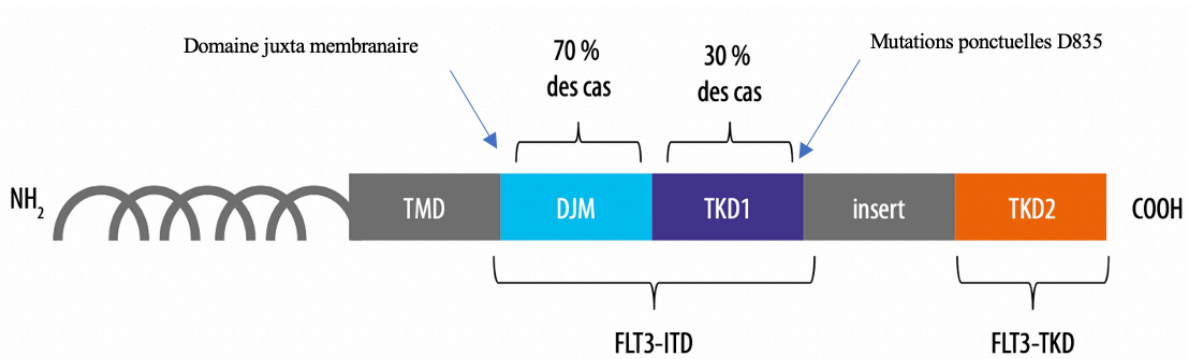 Domaine juxta membranaire
Mutations ponctuelles D835
70 %
des cas
30 %
des cas
NH2
TMD
DJM
TKD1
insert
TKD2
COOH
FLT3-ITD
FLT3-TKD